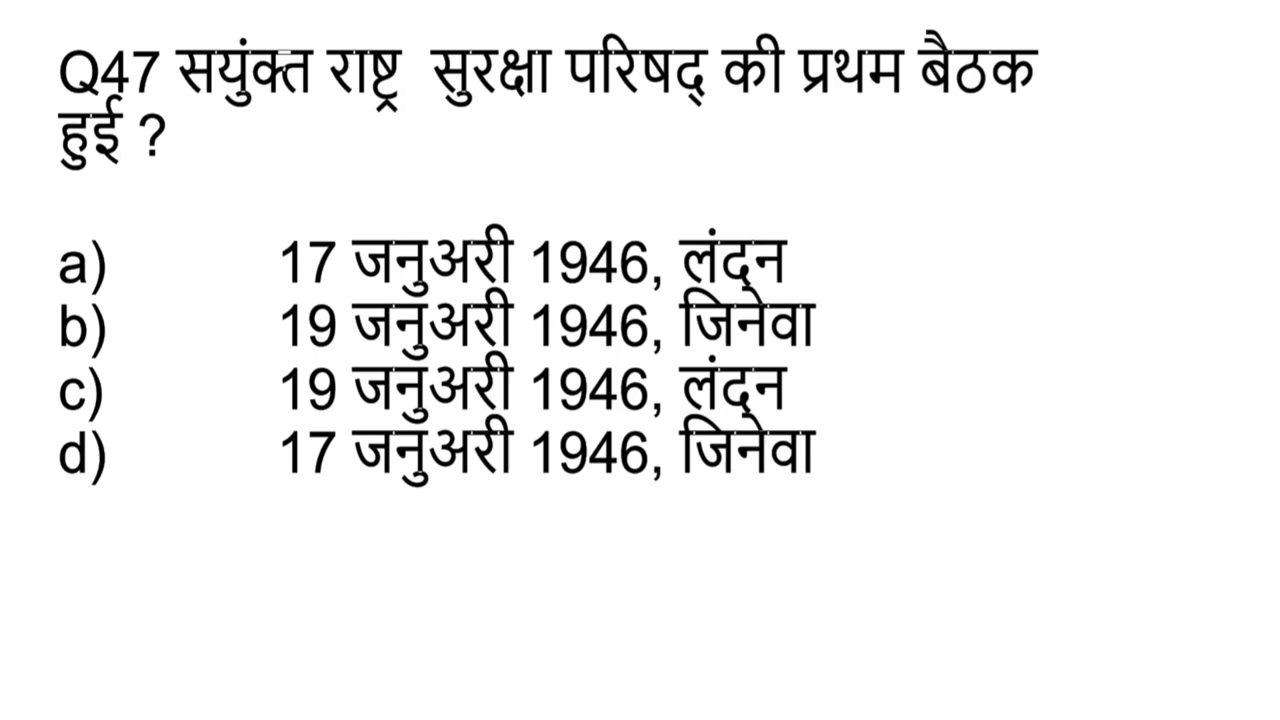 Q47 सयुंक्त राष्ट्र सुरक्षा परिषद् की प्रथम बैठक
हुई ?
a) 17 जनुअरी 1946, लंदन
b) 19 जनुअरी 1946, जिनेवा
c) 19 जनुअरी 1946, लंदन
d) 17 जनुअरी 1946, जिनेवा